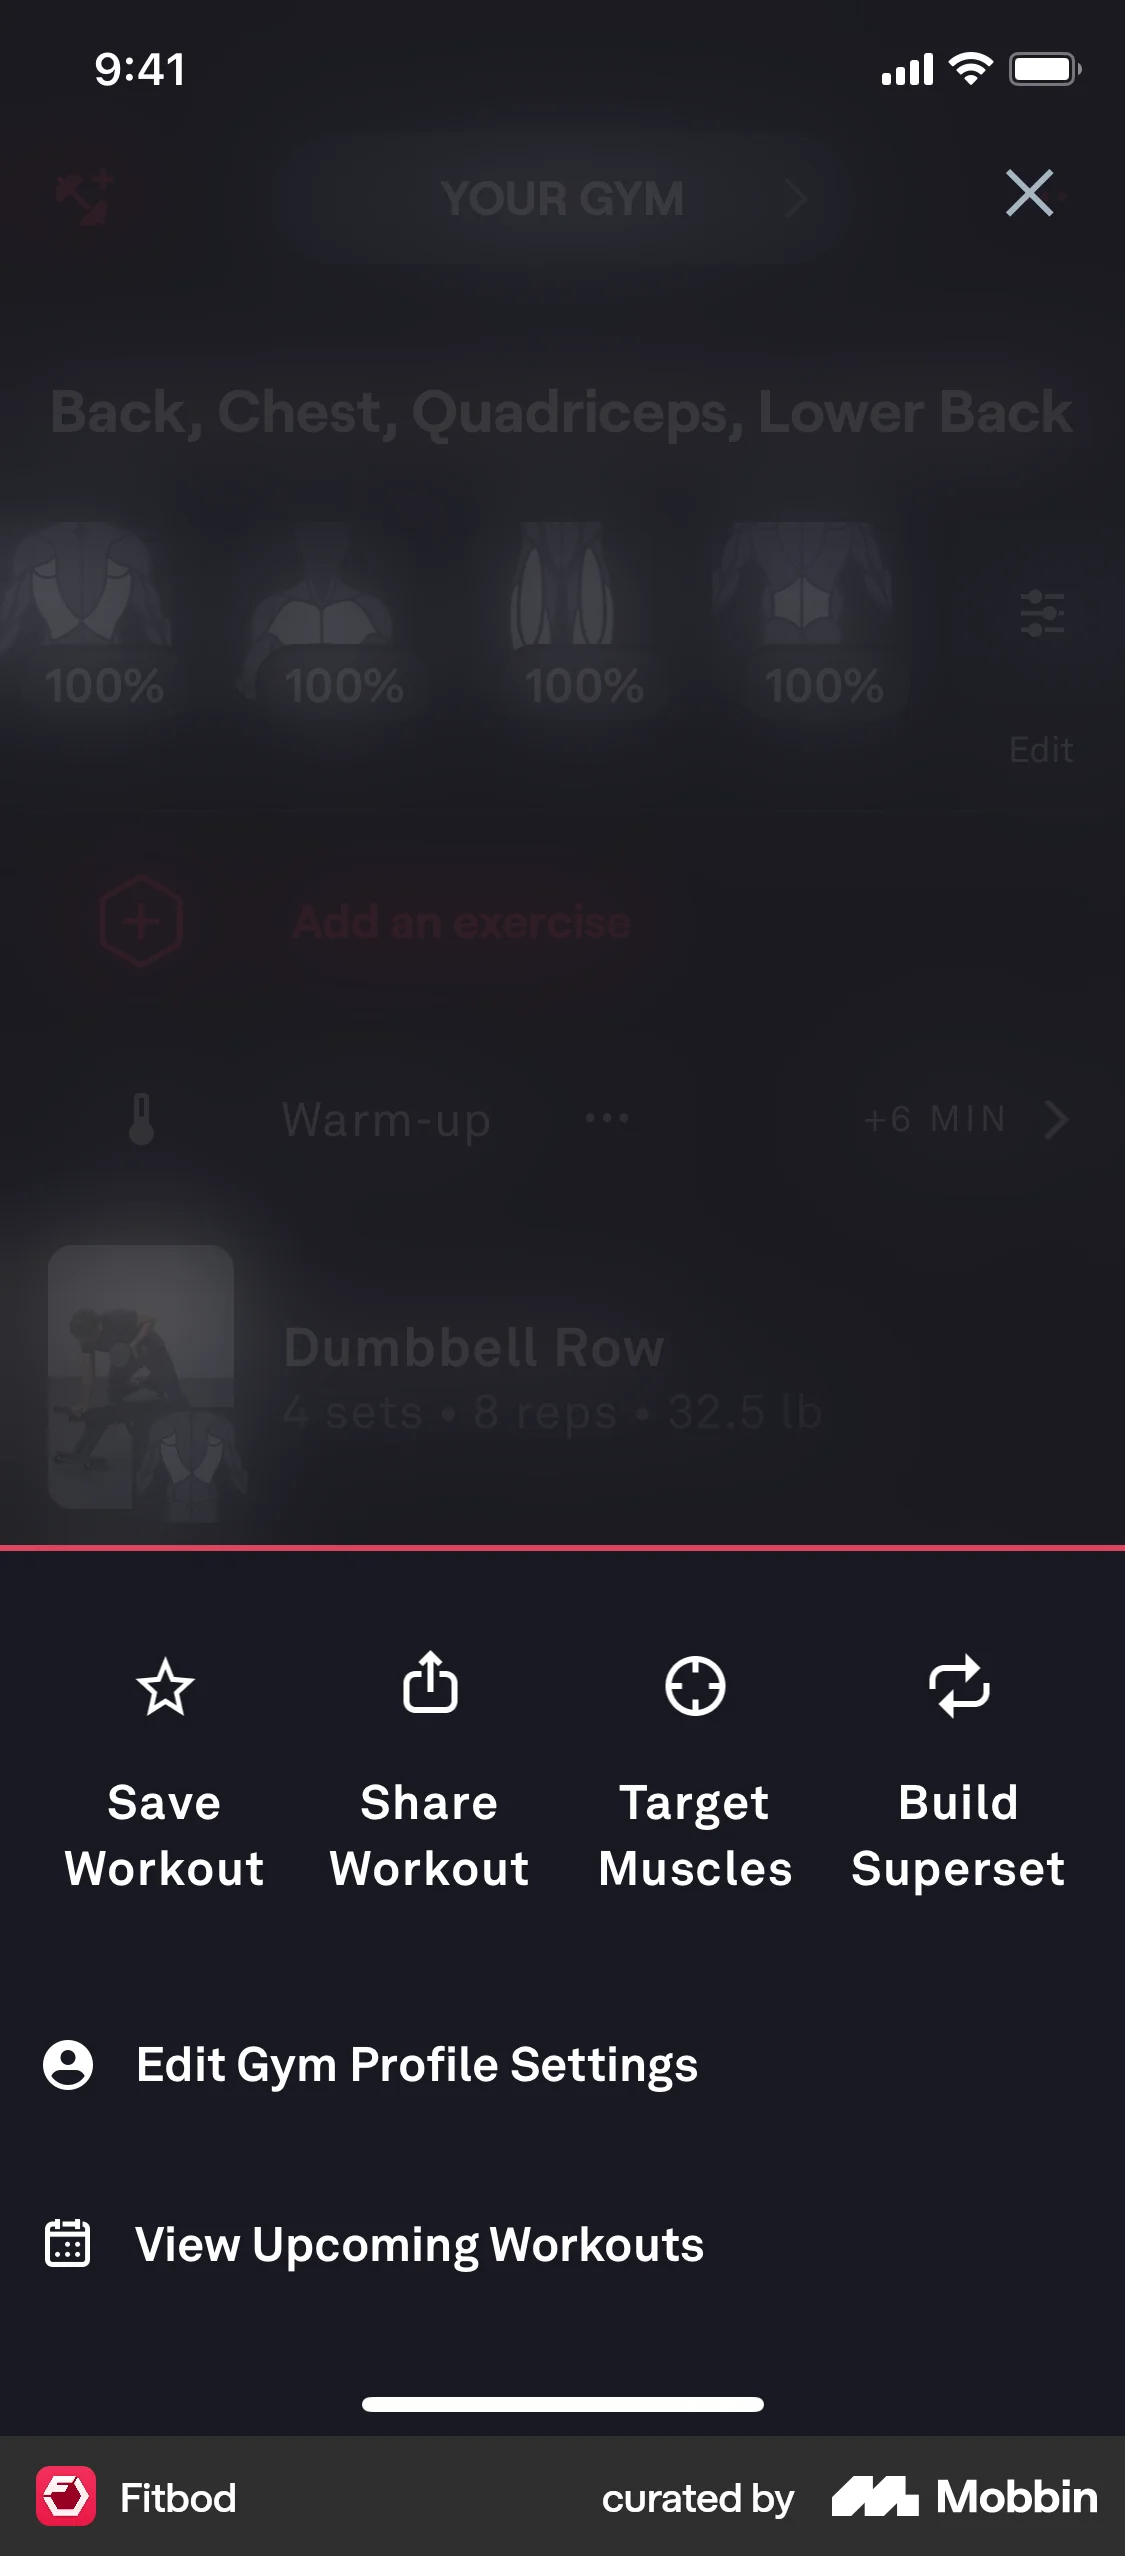 9:41
YOUR GYM
Back, Chest, Quadriceps, Lower Back
100% 100% 100% 100%
Edit
Add an exercise
Warm-up ••• +6 MIN
Dumbbell Row
4 sets • 8 reps • 32.5 lb
Save Workout
Share Workout
Target Muscles
Build Superset
Edit Gym Profile Settings
View Upcoming Workouts
Fitbod
curated by Mobbin